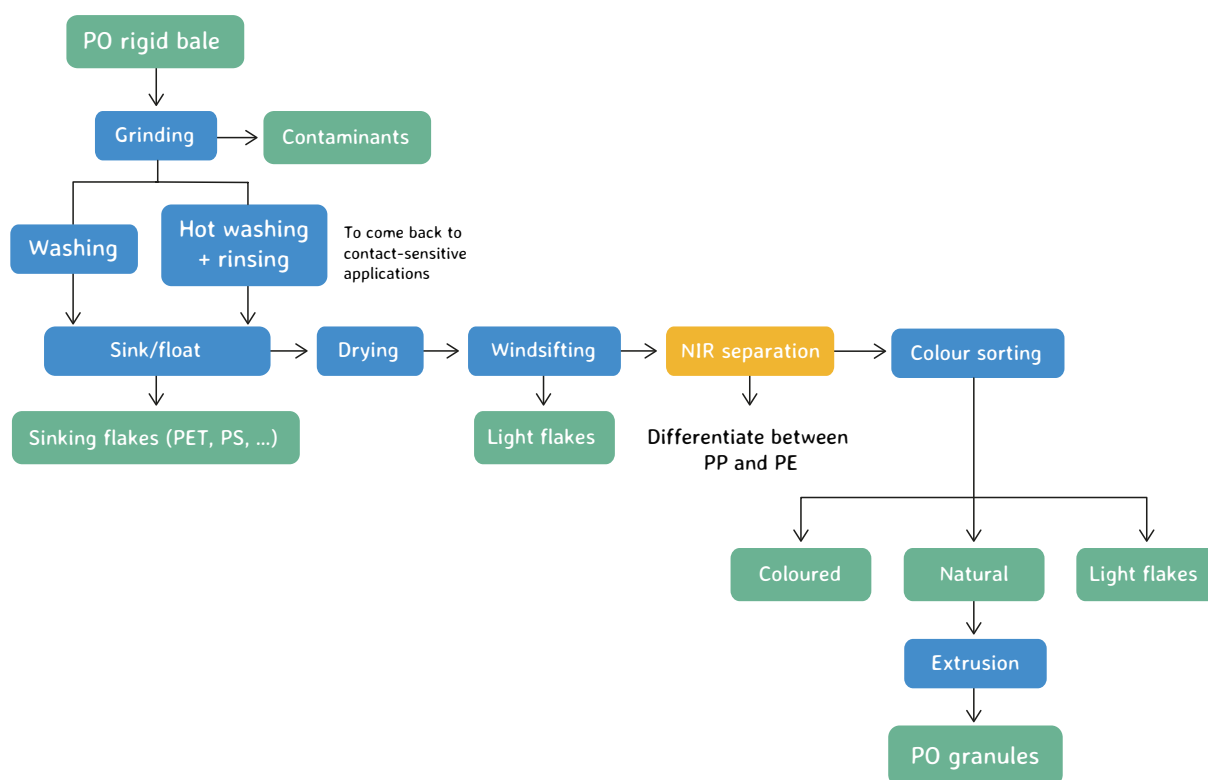 PO rigid bale
Grinding
Contaminants
Washing
Hot washing
+ rinsing
To come back to
contact-sensitive
applications
Sink/float
Drying
Windsifting
NIR separation
Colour sorting
Sinking flakes (PET, PS, ...)
Light flakes
Differentiate between
PP and PE
Coloured
Natural
Light flakes
Extrusion
PO granules